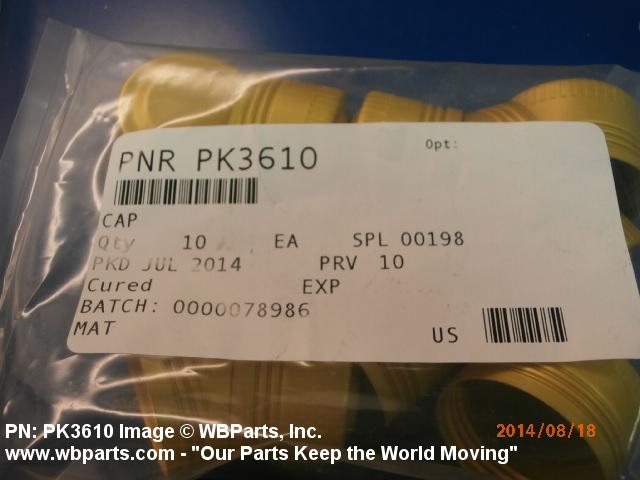 Opt:
PNR PK3610
CAP
Qty 10 EA SPL 00198
PKD JUL 2014 PRV 10
Cured EXP
BATCH: 0000078986
MAT US
PN: PK3610 Image © WBParts, Inc. 2014/08/18
www.wbparts.com - "Our Parts Keep the World Moving"